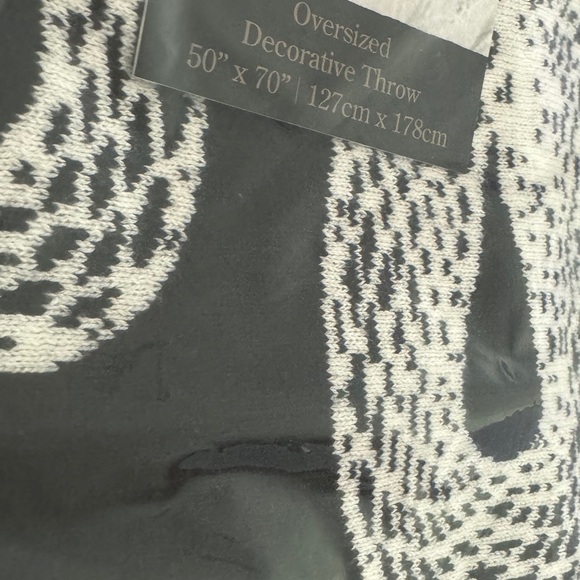 Oversized
Decorative Throw
50” x 70” | 127cm x 178cm